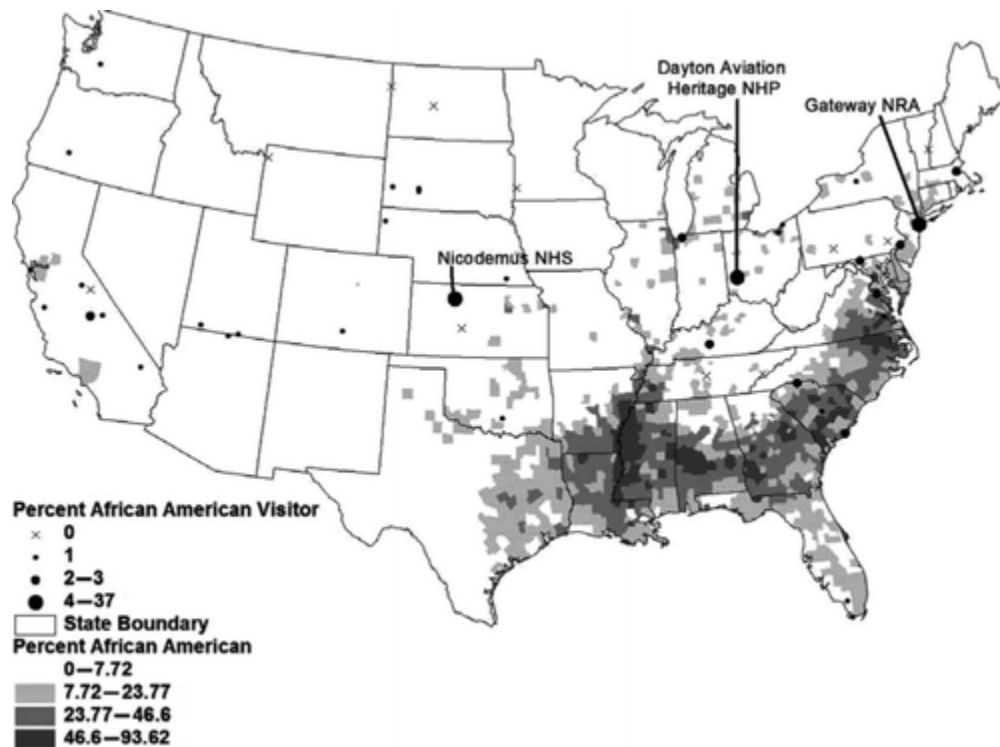 Dayton Aviation
Heritage NHP
Gateway NRA
Nicodemus NHS
Percent African American Visitor
0
1
2—3
4—37
State Boundary
Percent African American
0—7.72
7.72—23.77
23.77—46.6
46.6—93.62